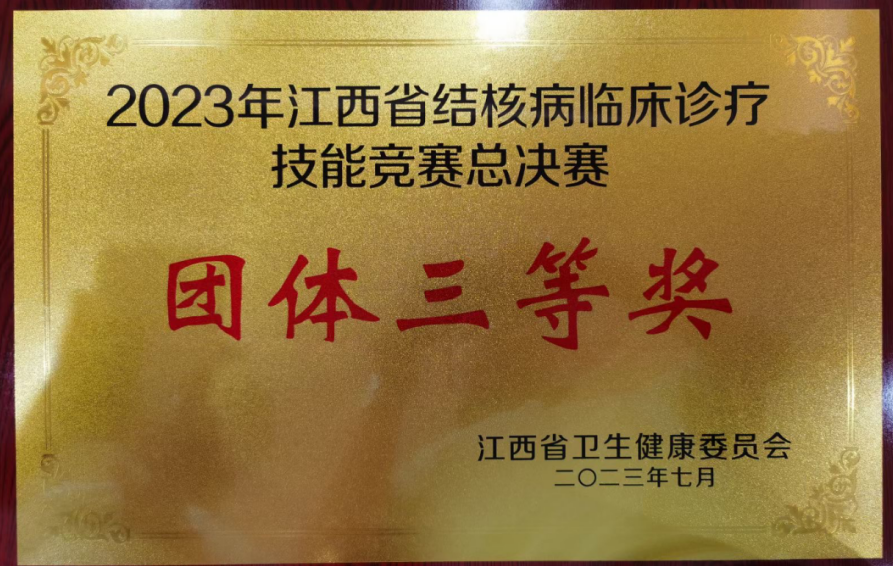 2023年江西省结核病临床诊疗
技能竞赛总决赛
团体三等奖
江西省卫生健康委员会
二〇二三年七月